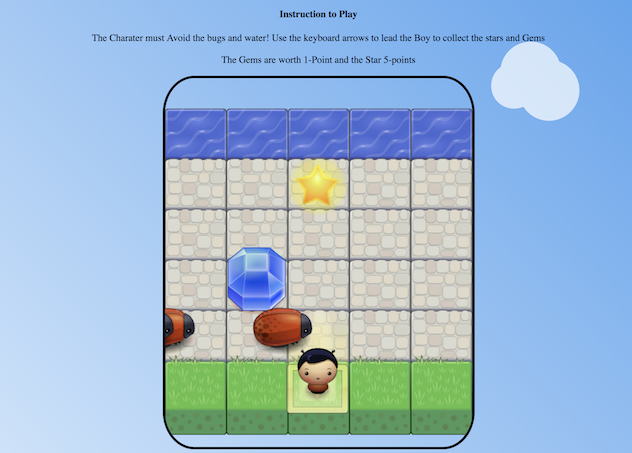 Instruction to Play
The Charater must Avoid the bugs and water! Use the keyboard arrows to lead the Boy to collect the stars and Gems
The Gems are worth 1-Point and the Star 5-points